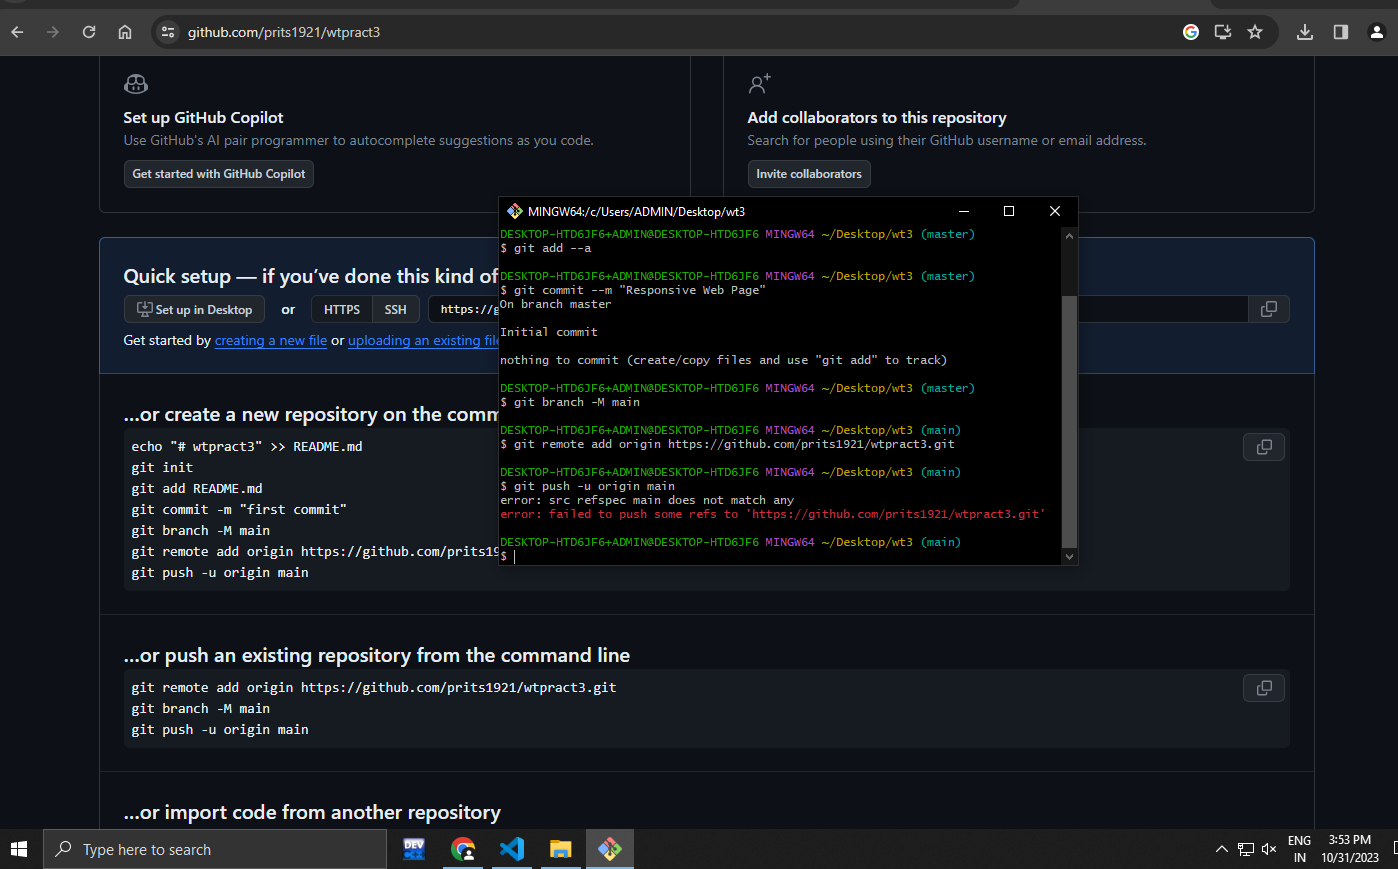 github.com/prits1921/wtpract3
Set up GitHub Copilot
Use GitHub's AI pair programmer to autocomplete suggestions as you code.
Get started with GitHub Copilot
Add collaborators to this repository
Search for people using their GitHub username or email address.
Invite collaborators
Quick setup — if you've done this kind of
Set up in Desktop or HTTPS SSH https://g
Get started by creating a new file or uploading an existing file
…or create a new repository on the comm
echo "# wtpract3" >> README.md
git init
git add README.md
git commit -m "first commit"
git branch -M main
git remote add origin https://github.com/prits19
git push -u origin main
MINGW64:/c/Users/ADMIN/Desktop/wt3
DESKTOP-HTD6JF6+ADMIN@DESKTOP-HTD6JF6 MINGW64 ~/Desktop/wt3 (master)
$ git add --a
DESKTOP-HTD6JF6+ADMIN@DESKTOP-HTD6JF6 MINGW64 ~/Desktop/wt3 (master)
$ git commit --m "Responsive Web Page"
On branch master
Initial commit
nothing to commit (create/copy files and use "git add" to track)
DESKTOP-HTD6JF6+ADMIN@DESKTOP-HTD6JF6 MINGW64 ~/Desktop/wt3 (master)
$ git branch -M main
DESKTOP-HTD6JF6+ADMIN@DESKTOP-HTD6JF6 MINGW64 ~/Desktop/wt3 (main)
$ git remote add origin https://github.com/prits1921/wtpract3.git
DESKTOP-HTD6JF6+ADMIN@DESKTOP-HTD6JF6 MINGW64 ~/Desktop/wt3 (main)
$ git push -u origin main
error: src refspec main does not match any
error: failed to push some refs to 'https://github.com/prits1921/wtpract3.git'
DESKTOP-HTD6JF6+ADMIN@DESKTOP-HTD6JF6 MINGW64 ~/Desktop/wt3 (main)
$
…or push an existing repository from the command line
git remote add origin https://github.com/prits1921/wtpract3.git
git branch -M main
git push -u origin main
…or import code from another repository
Type here to search
DEV
ENG
IN
3:53 PM
10/31/2023